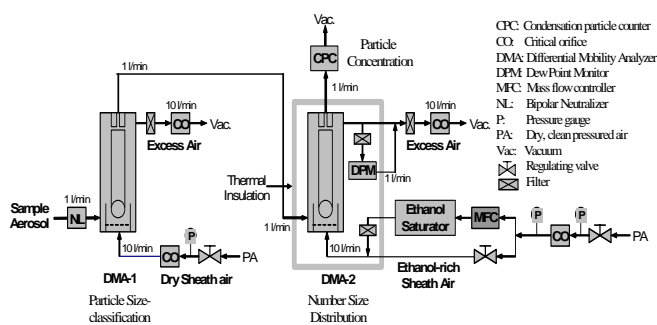 Vac.
CPC
Particle
Concentration
1 l/min
1 l/min
1 l/min
10 l/min
CO
Vac.
Excess Air
10 l/min
CO
Vac.
Excess Air
DPM
1 l/min
Thermal
Insulation
Sample
Aerosol
1 l/min
NL
1 l/min
Ethanol
Saturator
MFC
P
P
CO
PA
10 l/min
Ethanol-rich
Sheath Air
P
10 l/min
CO
PA
Dry Sheath air
DMA-1
Particle Size-
classification
DMA-2
Number Size
Distribution
CPC: Condensation particle counter
CO: Critical orifice
DMA: Differential Mobility Analyzer
DPM: Dew Point Monitor
MFC: Mass flow controller
NL: Bipolar Neutralizer
P: Pressure gauge
PA: Dry, clean pressured air
Vac: Vacuum
Regulating valve
Filter